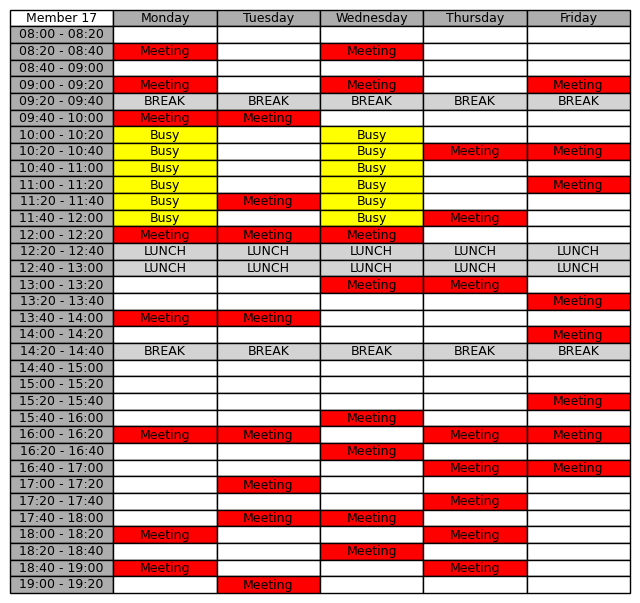 Member 17 Monday Tuesday Wednesday Thursday Friday
08:00 - 08:20
08:20 - 08:40 Meeting Meeting
08:40 - 09:00
09:00 - 09:20 Meeting Meeting Meeting
09:20 - 09:40 BREAK BREAK BREAK BREAK BREAK
09:40 - 10:00 Meeting Meeting
10:00 - 10:20 Busy Busy
10:20 - 10:40 Busy Busy Meeting Meeting
10:40 - 11:00 Busy Busy
11:00 - 11:20 Busy Busy Meeting
11:20 - 11:40 Busy Meeting Busy
11:40 - 12:00 Busy Busy Meeting
12:00 - 12:20 Meeting Meeting Meeting
12:20 - 12:40 LUNCH LUNCH LUNCH LUNCH LUNCH
12:40 - 13:00 LUNCH LUNCH LUNCH LUNCH LUNCH
13:00 - 13:20 Meeting Meeting
13:20 - 13:40 Meeting
13:40 - 14:00 Meeting Meeting
14:00 - 14:20 Meeting
14:20 - 14:40 BREAK BREAK BREAK BREAK BREAK
14:40 - 15:00
15:00 - 15:20
15:20 - 15:40 Meeting
15:40 - 16:00 Meeting
16:00 - 16:20 Meeting Meeting Meeting Meeting
16:20 - 16:40 Meeting
16:40 - 17:00 Meeting Meeting
17:00 - 17:20 Meeting
17:20 - 17:40 Meeting
17:40 - 18:00 Meeting Meeting
18:00 - 18:20 Meeting Meeting
18:20 - 18:40 Meeting
18:40 - 19:00 Meeting Meeting
19:00 - 19:20 Meeting